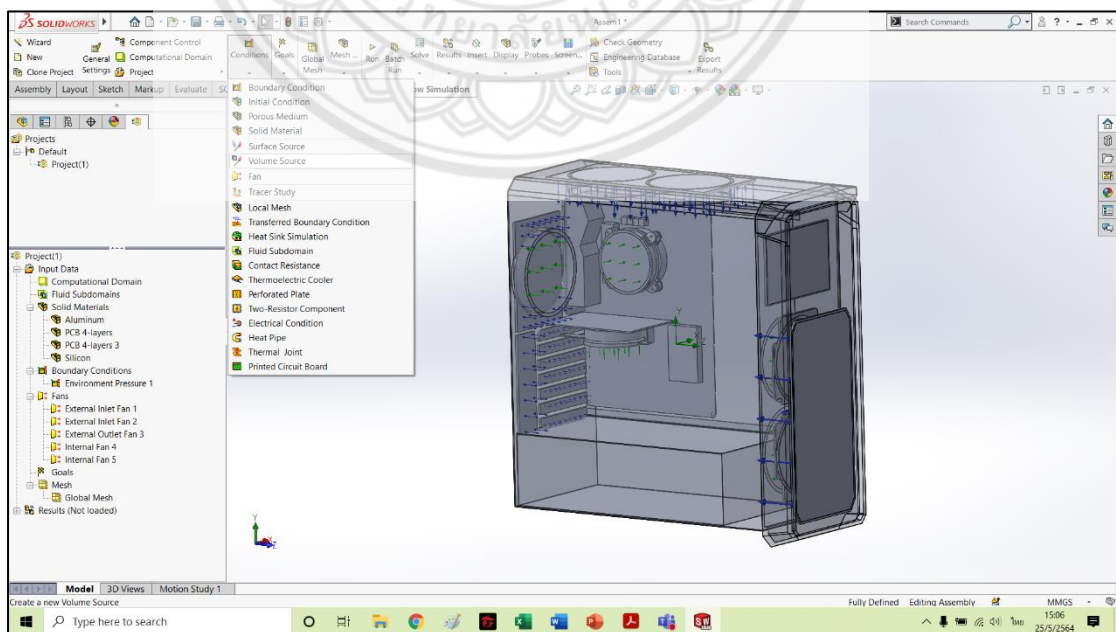 SOLIDWORKS
Assem1 *
Search Commands
Wizard
New
Clone Project
General Settings
Component Control
Computational Domain
Project
Conditions
Goals
Global Mesh
Mesh ...
Run
Batch Run
Solve
Results
Insert
Display
Probes
Screen...
Check Geometry
Engineering Database
Tools
Export Results
Assembly
Layout
Sketch
Markup
Evaluate
w Simulation
Boundary Condition
Initial Condition
Porous Medium
Solid Material
Surface Source
Volume Source
Fan
Tracer Study
Local Mesh
Transferred Boundary Condition
Heat Sink Simulation
Fluid Subdomain
Contact Resistance
Thermoelectric Cooler
Perforated Plate
Two-Resistor Component
Electrical Condition
Heat Pipe
Thermal Joint
Printed Circuit Board
Projects
Default
Project(1)
Project(1)
Input Data
Computational Domain
Fluid Subdomains
Solid Materials
Aluminum
PCB 4-layers
PCB 4-layers 3
Silicon
Boundary Conditions
Environment Pressure 1
Fans
External Inlet Fan 1
External Inlet Fan 2
External Outlet Fan 3
Internal Fan 4
Internal Fan 5
Goals
Mesh
Global Mesh
Results (Not loaded)
Y
Z
Y
Z
Model
3D Views
Motion Study 1
Create a new Volume Source
Fully Defined
Editing Assembly
MMGS
Type here to search
ไทย
15:06
25/5/2564